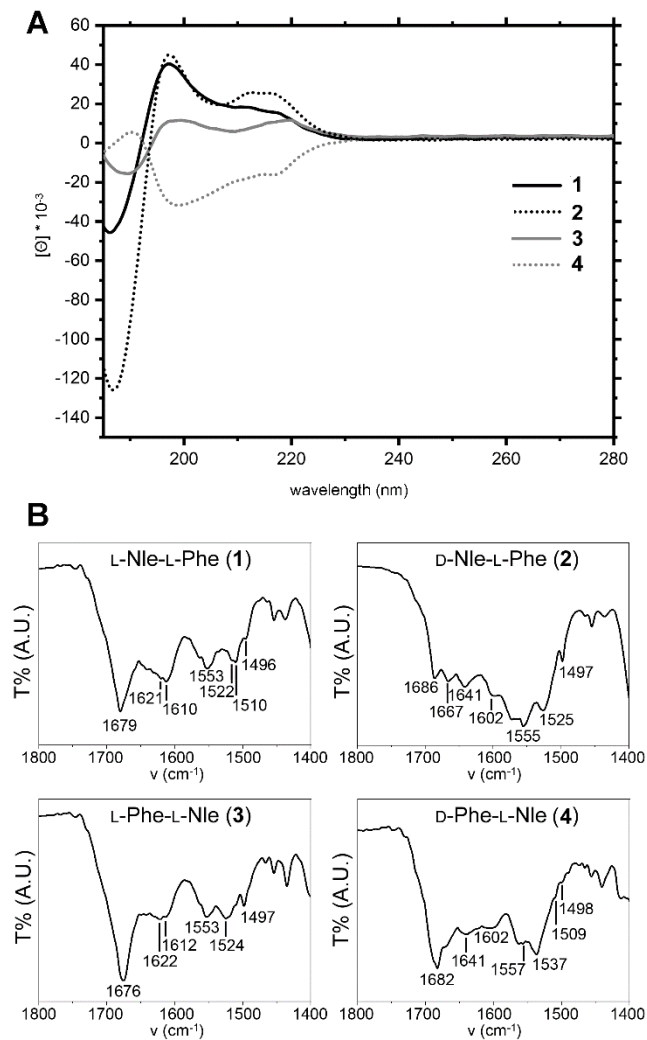 A
60
40
20
0
-20
-40
-60
-80
-100
-120
-140
[Θ] * 10-3
200 220 240 260 280
wavelength (nm)
1
2
3
4
B
L-Nle-L-Phe (1)
T% (A.U.)
1679
1621
1610
1553
1522
1510
1496
1800 1700 1600 1500 1400
ν (cm-1)
D-Nle-L-Phe (2)
T% (A.U.)
1686
1667
1641
1602
1555
1525
1497
1800 1700 1600 1500 1400
ν (cm-1)
L-Phe-L-Nle (3)
T% (A.U.)
1676
1622
1612
1553
1524
1497
1800 1700 1600 1500 1400
ν (cm-1)
D-Phe-L-Nle (4)
T% (A.U.)
1682
1641
1602
1557
1537
1509
1498
1800 1700 1600 1500 1400
ν (cm-1)